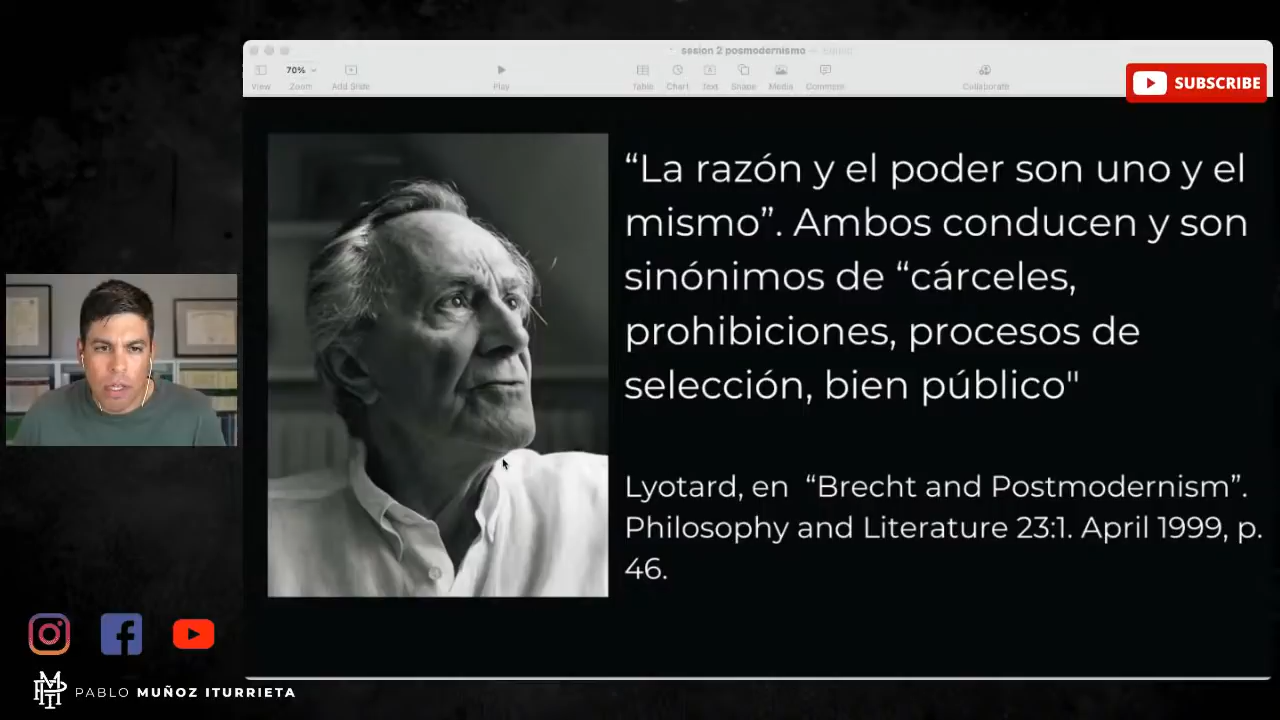 sesion 2 posmodernismo — Edited
70%
View
Zoom
Add Slide
Play
Table
Chart
Text
Shape
Media
Comment
Collaborate
SUBSCRIBE
“La razón y el poder son uno y el
mismo”. Ambos conducen y son
sinónimos de “cárceles,
prohibiciones, procesos de
selección, bien público"
Lyotard, en “Brecht and Postmodernism”.
Philosophy and Literature 23:1. April 1999, p.
46.
PABLO MUÑOZ ITURRIETA